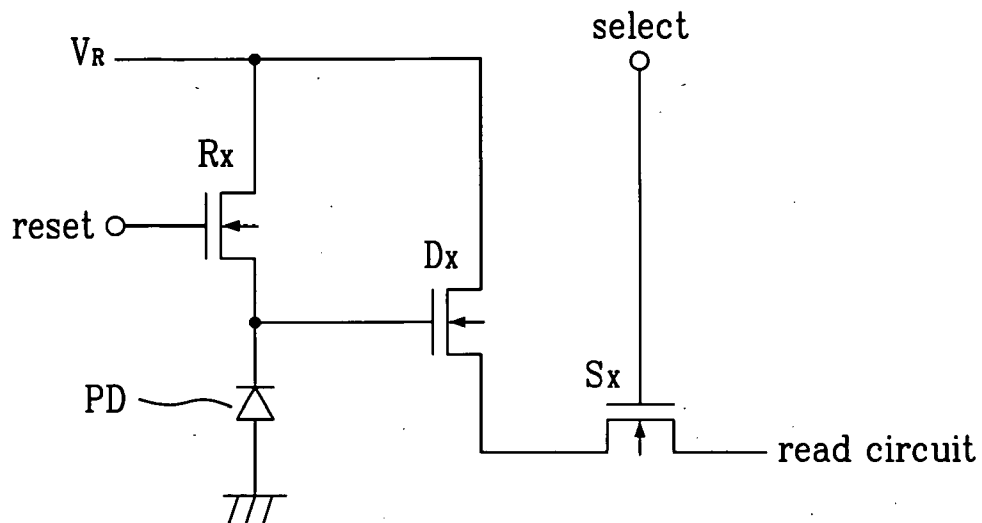 select
VR
Rx
reset
Dx
Sx
PD
read circuit